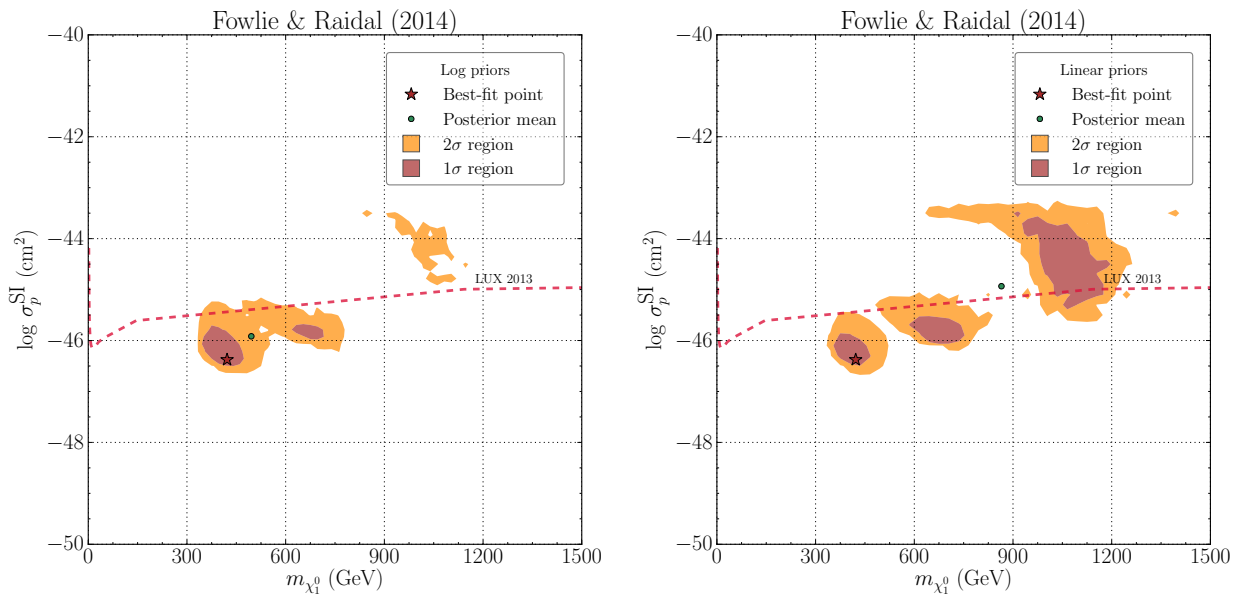 Fowlie & Raidal (2014)
−40
−42
−44
−46
−48
−50
log σ_p^SI (cm²)
Log priors
Best-fit point
Posterior mean
2σ region
1σ region
LUX 2013
0
300
600
900
1200
1500
m_χ₁⁰ (GeV)
Fowlie & Raidal (2014)
−40
−42
−44
−46
−48
−50
log σ_p^SI (cm²)
Linear priors
Best-fit point
Posterior mean
2σ region
1σ region
LUX 2013
0
300
600
900
1200
1500
m_χ₁⁰ (GeV)